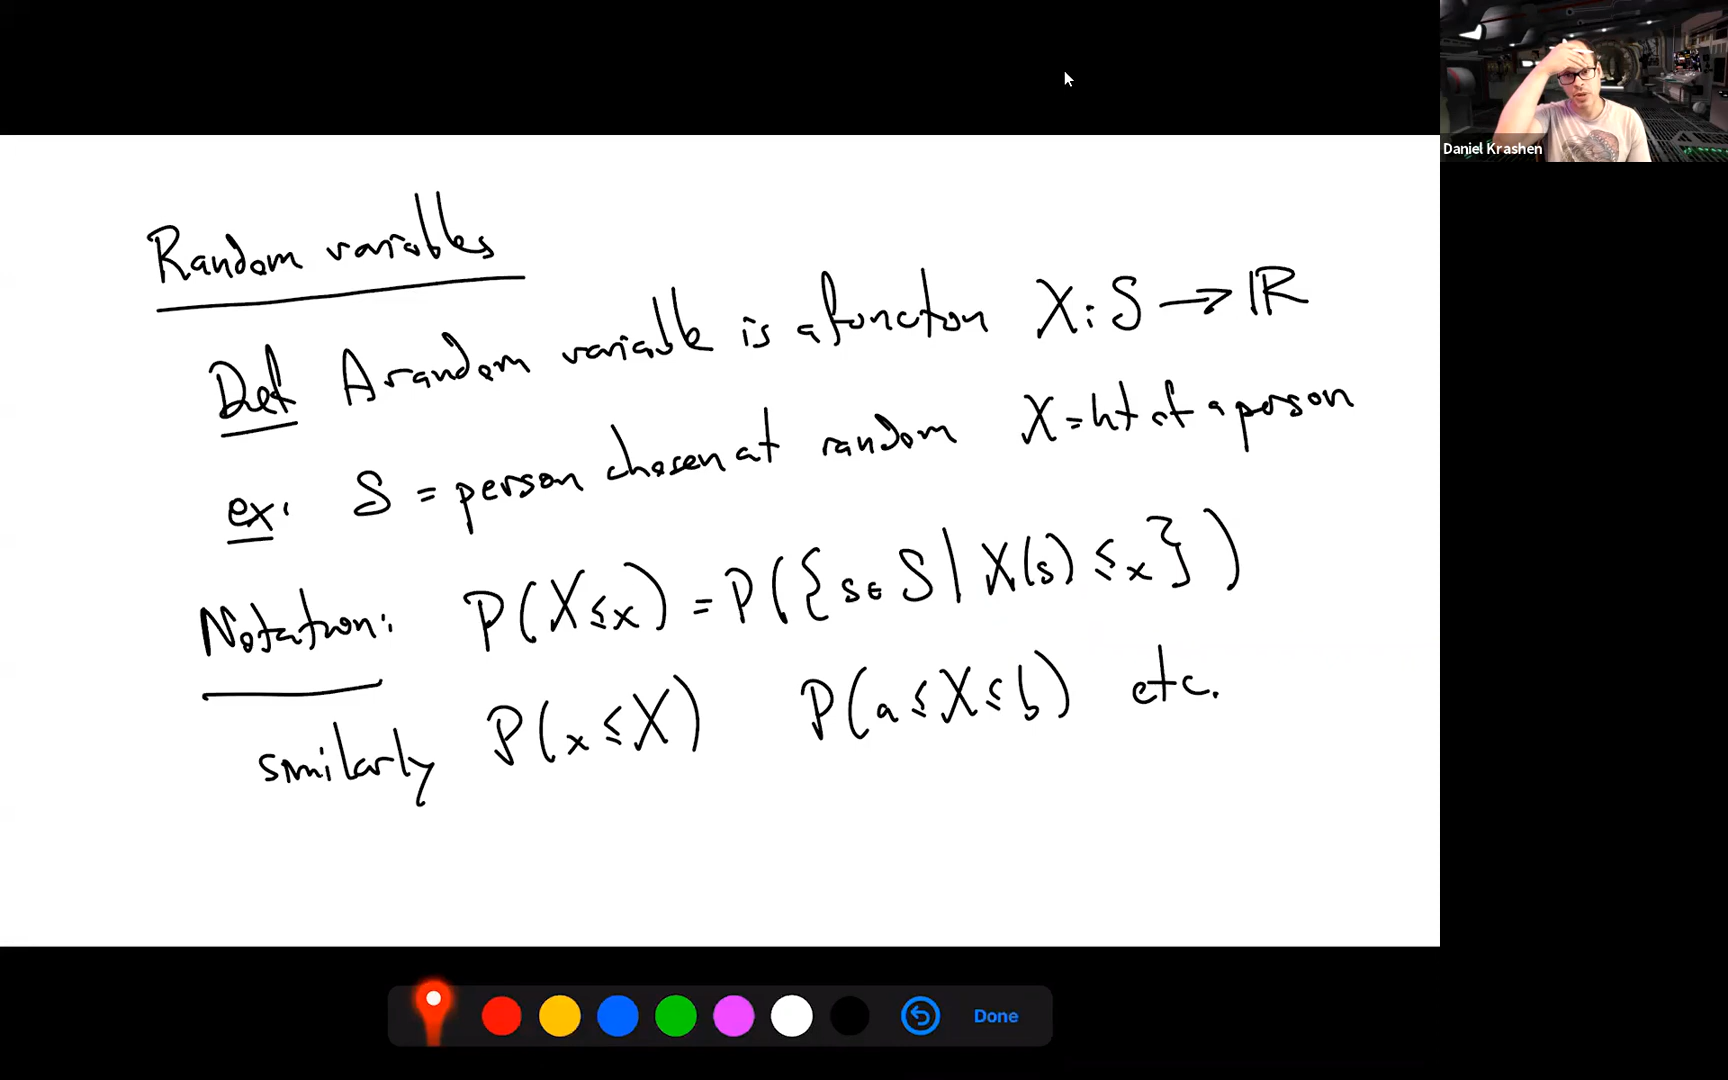 Daniel Krashen
Random variables
Def A random variable is a function X: S → ℝ
ex: S = person chosen at random X = ht of a person
Notation: P(X ≤ x) = P({s ∈ S | X(s) ≤ x})
similarly P(x ≤ X) P(a ≤ X ≤ b) etc.
Done